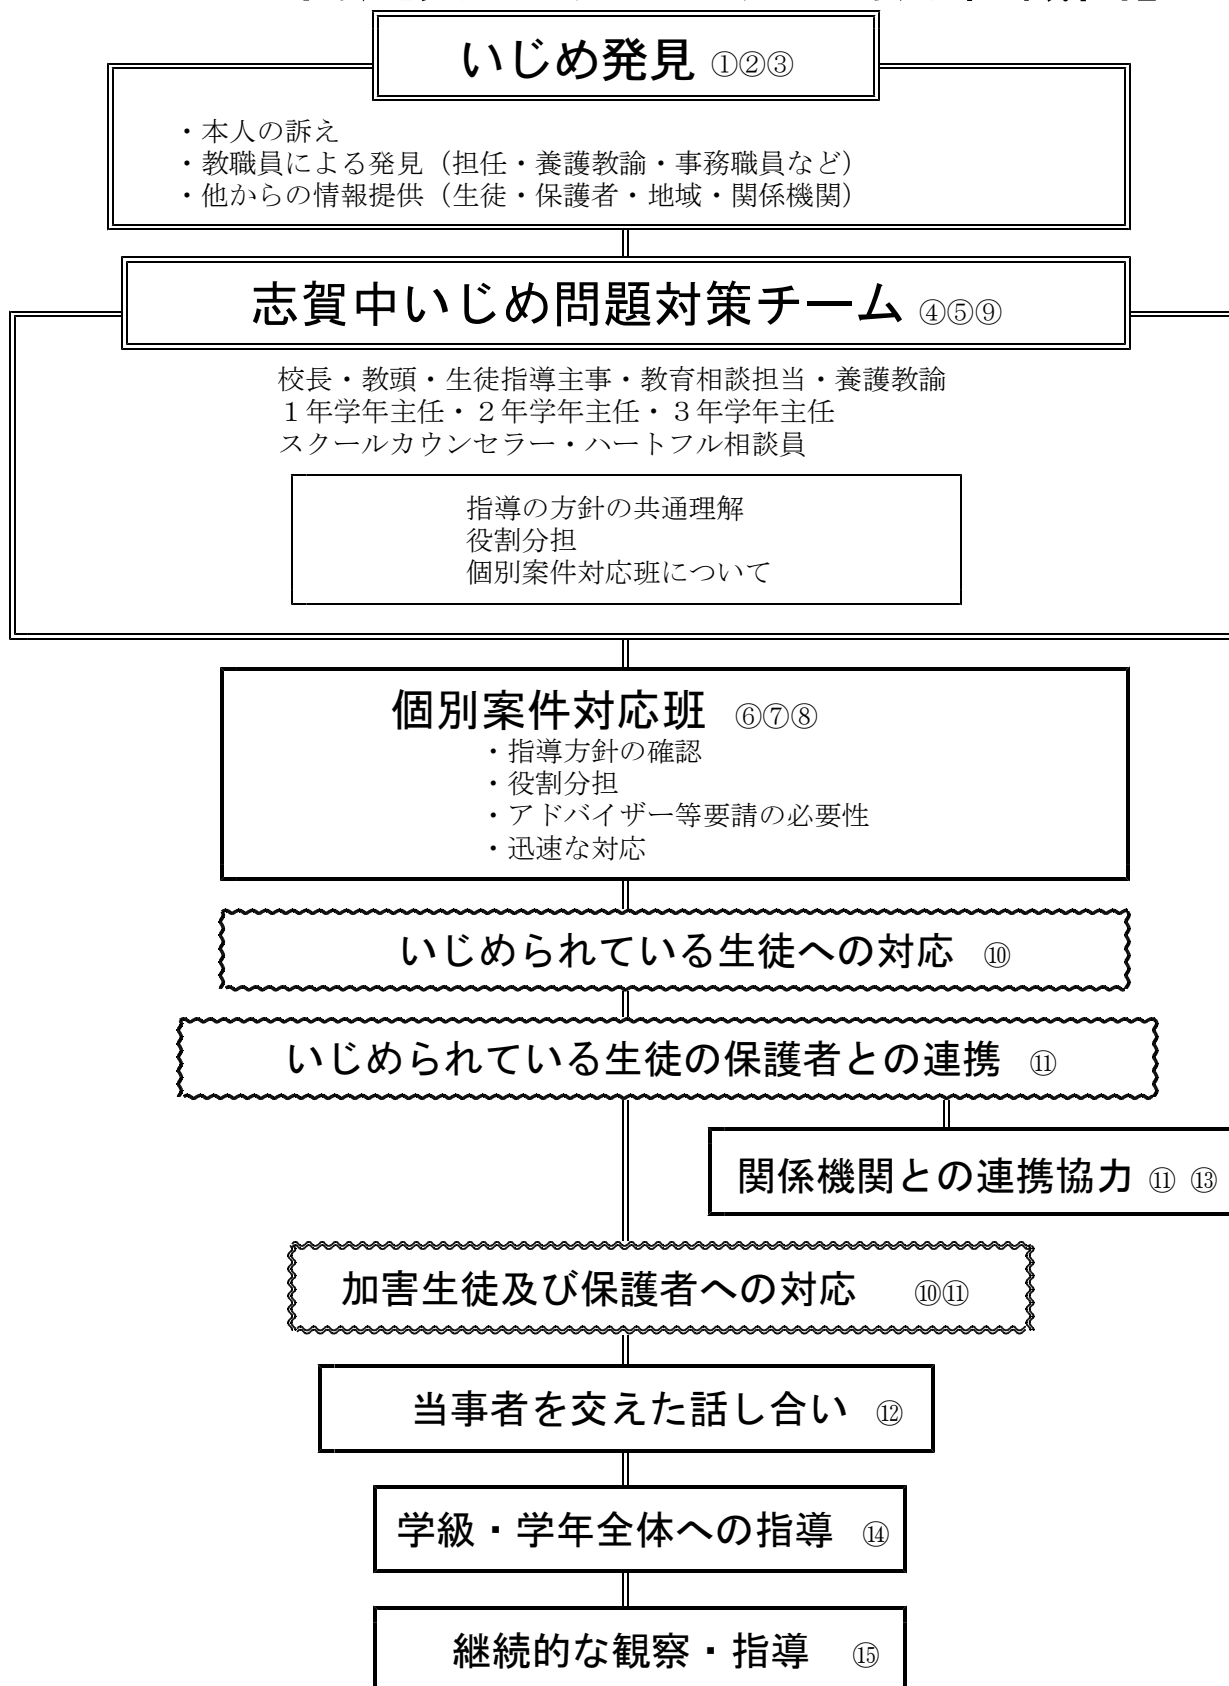 いじめ発見 ①②③
・本人の訴え
・教職員による発見（担任・養護教諭・事務職員など）
・他からの情報提供（生徒・保護者・地域・関係機関）
志賀中いじめ問題対策チーム ④⑤⑨
校長・教頭・生徒指導主事・教育相談担当・養護教諭
１年学年主任・２年学年主任・３年学年主任
スクールカウンセラー・ハートフル相談員
指導の方針の共通理解
役割分担
個別案件対応班について
個別案件対応班 ⑥⑦⑧
・指導方針の確認
・役割分担
・アドバイザー等要請の必要性
・迅速な対応
いじめられている生徒への対応 ⑩
いじめられている生徒の保護者との連携 ⑪
関係機関との連携協力 ⑪ ⑬
加害生徒及び保護者への対応 ⑩⑪
当事者を交えた話し合い ⑫
学級・学年全体への指導 ⑭
継続的な観察・指導 ⑮